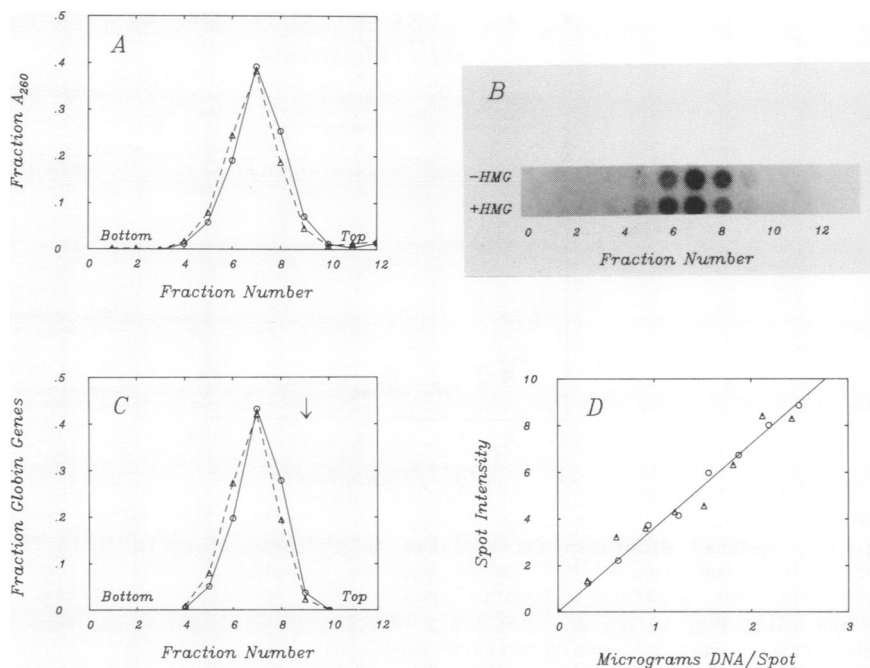 A
Fraction A260
.5
.4
.3
.2
.1
0
Bottom
Top
0 2 4 6 8 10 12
Fraction Number
B
-HMG
+HMG
0 2 4 6 8 10 12
Fraction Number
C
Fraction Globin Genes
.5
.4
.3
.2
.1
0
Bottom
Top
4 6 8 10 12
0 2
Fraction Number
D
Spot Intensity
10
8
6
4
2
0
0 1 2 3
Micrograms DNA/Spot